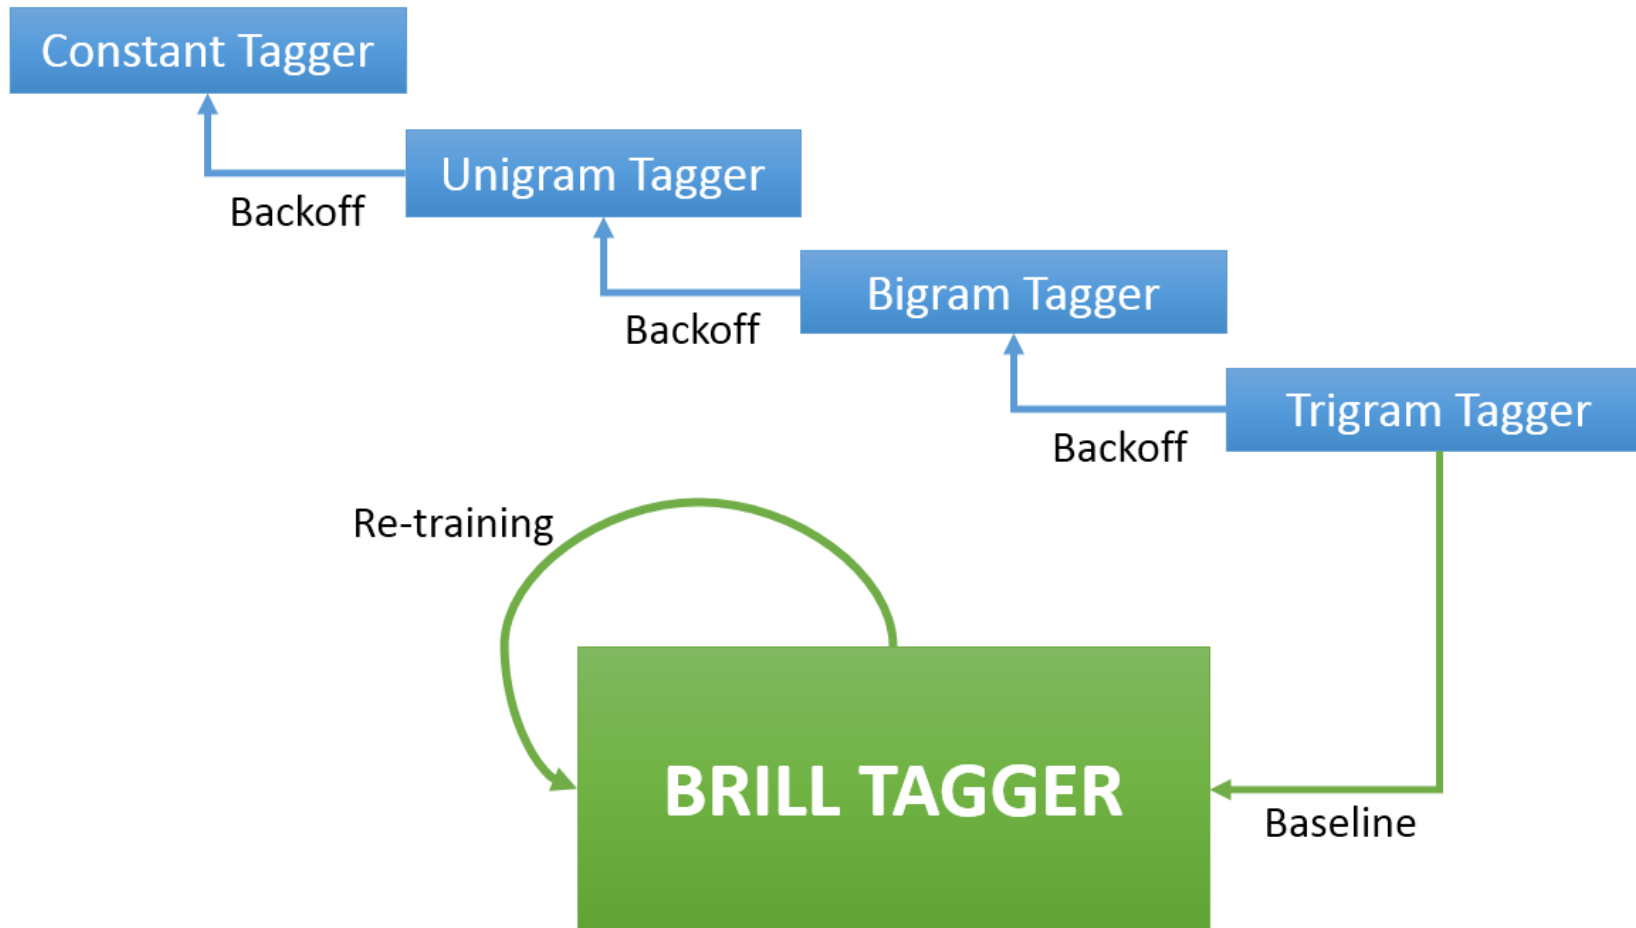 Constant Tagger
Unigram Tagger
Backoff
Bigram Tagger
Backoff
Trigram Tagger
Backoff
Re-training
BRILL TAGGER
Baseline